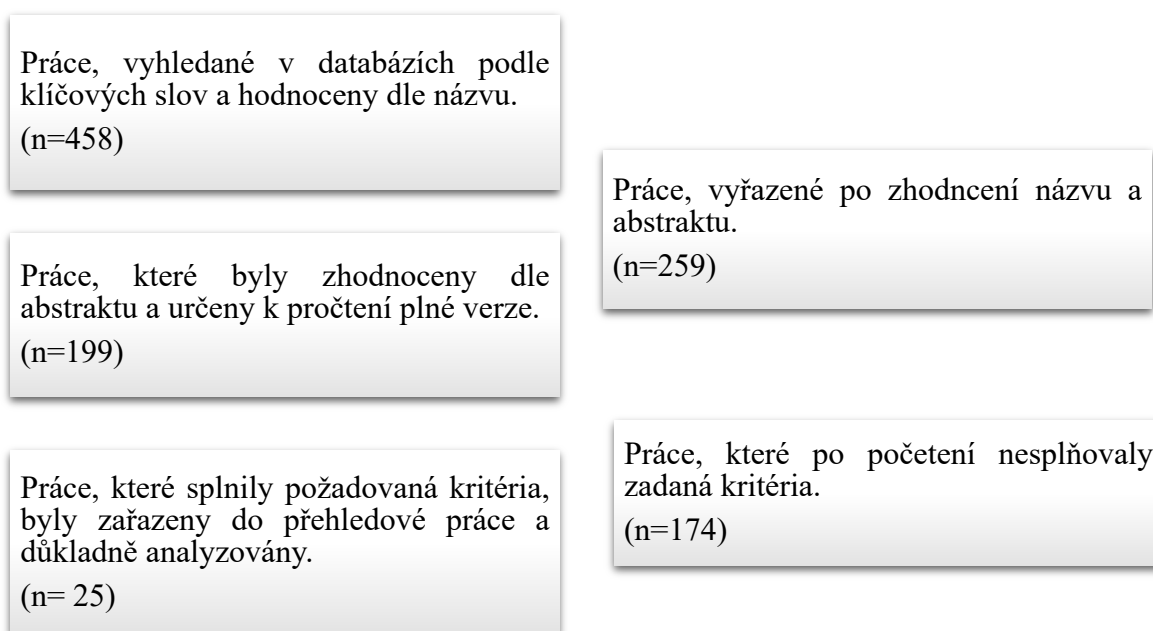 Práce, vyhledané v databázích podle
klíčových slov a hodnoceny dle názvu.
(n=458)
Práce, vyřazené po zhodncení názvu a
abstraktu.
(n=259)
Práce, které byly zhodnoceny dle
abstraktu a určeny k pročtení plné verze.
(n=199)
Práce, které po početení nesplňovaly
zadaná kritéria.
(n=174)
Práce, které splnily požadovaná kritéria,
byly zařazeny do přehledové práce a
důkladně analyzovány.
(n= 25)